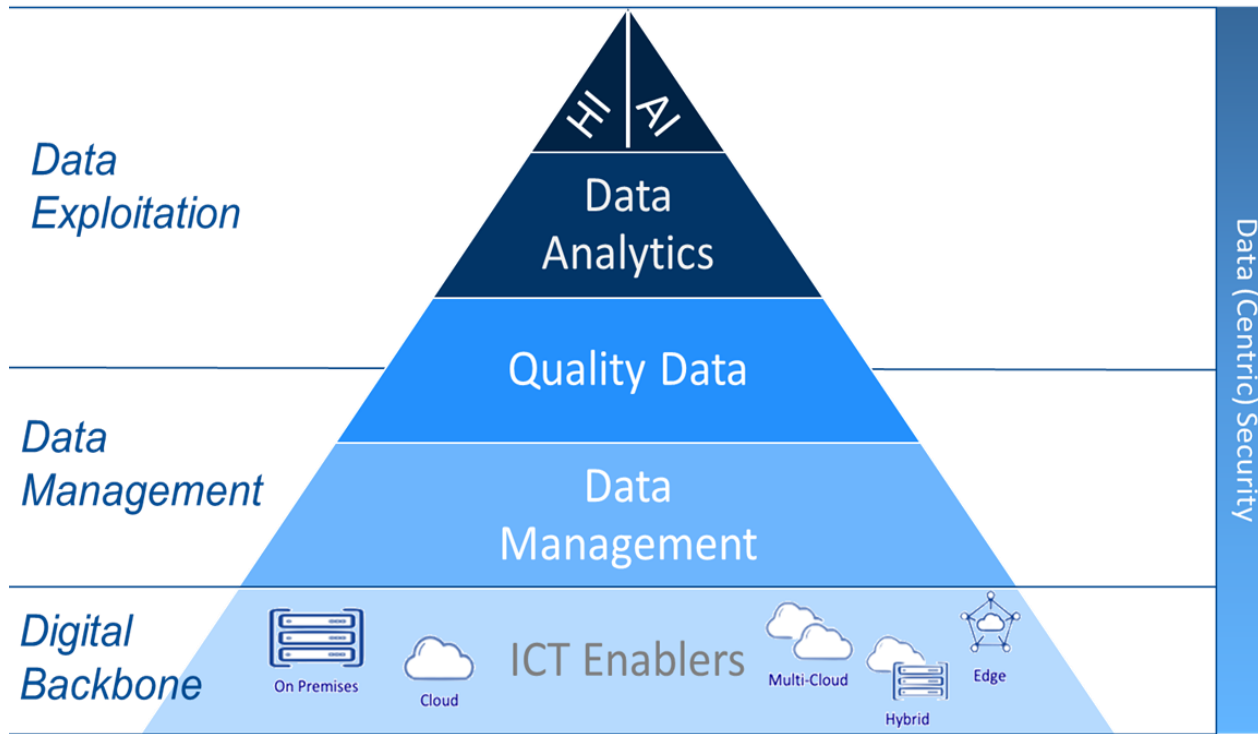 HI AI
Data
Exploitation
Data
Analytics
Quality Data
Data
Management
Data
Management
Digital
Backbone
ICT Enablers
On Premises
Cloud
Multi-Cloud
Hybrid
Edge
Data (Centric) Security